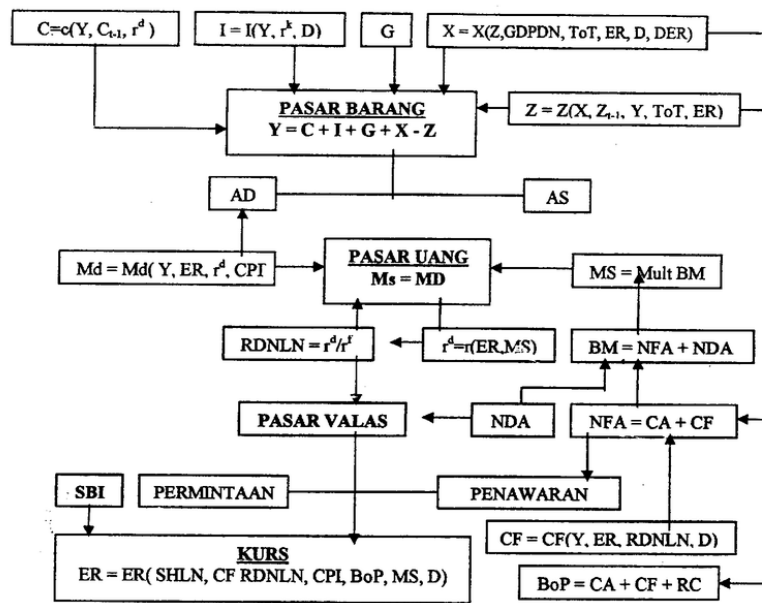 C=c(Y, Cₜ₋₁, rᵈ)
I = I(Y, rᵏ, D)
G
X = X(Z,GDPDN, ToT, ER, D, DER)
PASAR BARANG
Y = C + I + G + X - Z
Z = Z(X, Zₜ₋₁, Y, ToT, ER)
AD
AS
Md = Md( Y, ER, rᵈ, CPI
PASAR UANG
Ms = MD
MS = Mult BM
RDNLN = rᵈ/rᶠ
rᵈ=r(ER,MS)
BM = NFA + NDA
PASAR VALAS
NDA
NFA = CA + CF
SBI
PERMINTAAN
PENAWARAN
CF = CF(Y, ER, RDNLN, D)
KURS
ER = ER( SHLN, CF RDNLN, CPI, BoP, MS, D)
BoP = CA + CF + RC